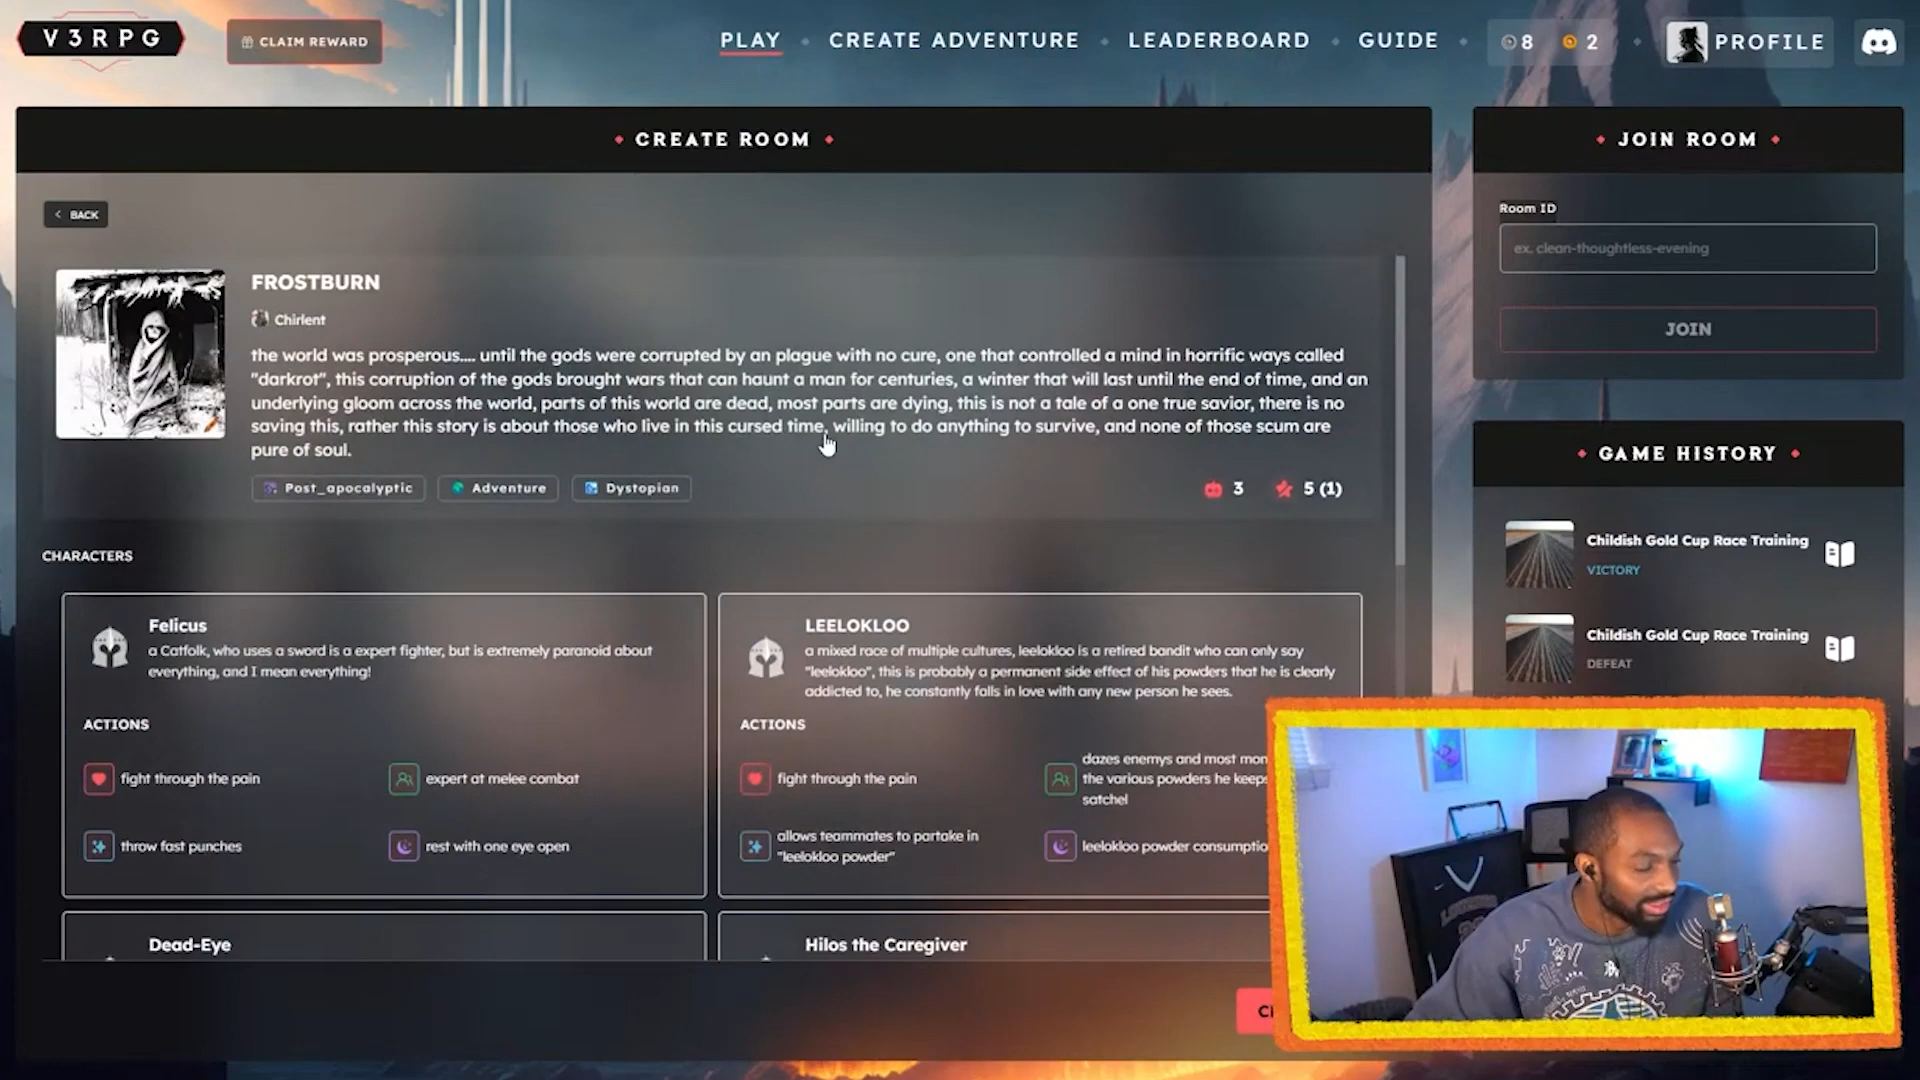 V3RPG
CLAIM REWARD
PLAY
CREATE ADVENTURE
LEADERBOARD
GUIDE
8
2
PROFILE
CREATE ROOM
BACK
FROSTBURN
Chirlent
the world was prosperous.... until the gods were corrupted by an plague with no cure, one that controlled a mind in horrific ways called
"darkrot", this corruption of the gods brought wars that can haunt a man for centuries, a winter that will last until the end of time, and an
underlying gloom across the world, parts of this world are dead, most parts are dying, this is not a tale of a one true savior, there is no
saving this, rather this story is about those who live in this cursed time, willing to do anything to survive, and none of those scum are
pure of soul.
Post_apocalyptic
Adventure
Dystopian
3
5 (1)
CHARACTERS
Felicus
a Catfolk, who uses a sword is a expert fighter, but is extremely paranoid about
everything, and I mean everything!
ACTIONS
fight through the pain
expert at melee combat
throw fast punches
rest with one eye open
LEELOKLOO
a mixed race of multiple cultures, leelokloo is a retired bandit who can only say
"leelokloo", this is probably a permanent side effect of his powders that he is clearly
addicted to, he constantly falls in love with any new person he sees.
ACTIONS
fight through the pain
dazes enemys and most
the various powders he keeps
satchel
allows teammates to partake in
"leelokloo powder"
leelokloo powder
Dead-Eye
Hilos the Caregiver
JOIN ROOM
Room ID
ex. clean-thoughtless-evening
JOIN
GAME HISTORY
Childish Gold Cup Race Training
VICTORY
Childish Gold Cup Race Training
DEFEAT